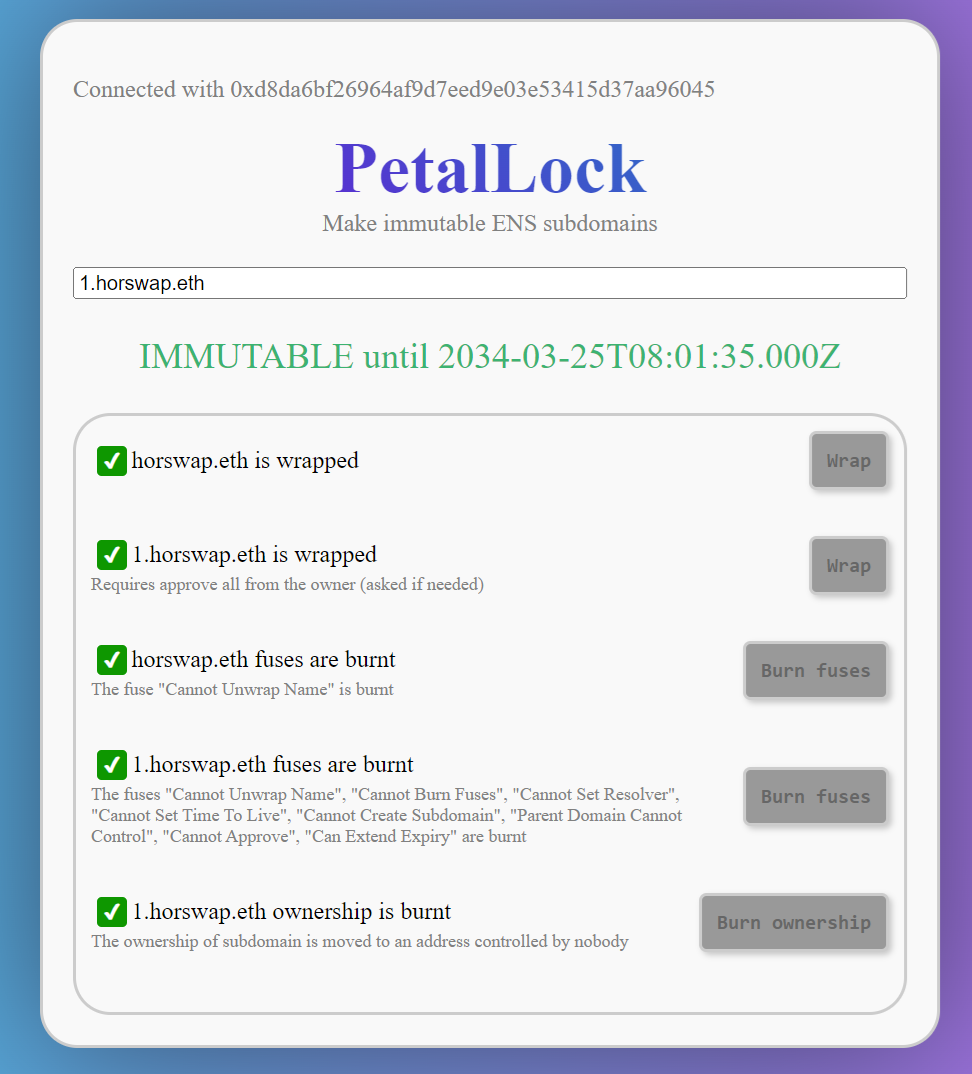 Connected with 0xd8da6bf26964af9d7eed9e03e53415d37aa96045
PetalLock
Make immutable ENS subdomains
1.horswap.eth
IMMUTABLE until 2034-03-25T08:01:35.000Z
horswap.eth is wrapped
Wrap
1.horswap.eth is wrapped
Requires approve all from the owner (asked if needed)
Wrap
horswap.eth fuses are burnt
The fuse "Cannot Unwrap Name" is burnt
Burn fuses
1.horswap.eth fuses are burnt
The fuses "Cannot Unwrap Name", "Cannot Burn Fuses", "Cannot Set Resolver",
"Cannot Set Time To Live", "Cannot Create Subdomain", "Parent Domain Cannot
Control", "Cannot Approve", "Can Extend Expiry" are burnt
Burn fuses
1.horswap.eth ownership is burnt
The ownership of subdomain is moved to an address controlled by nobody
Burn ownership